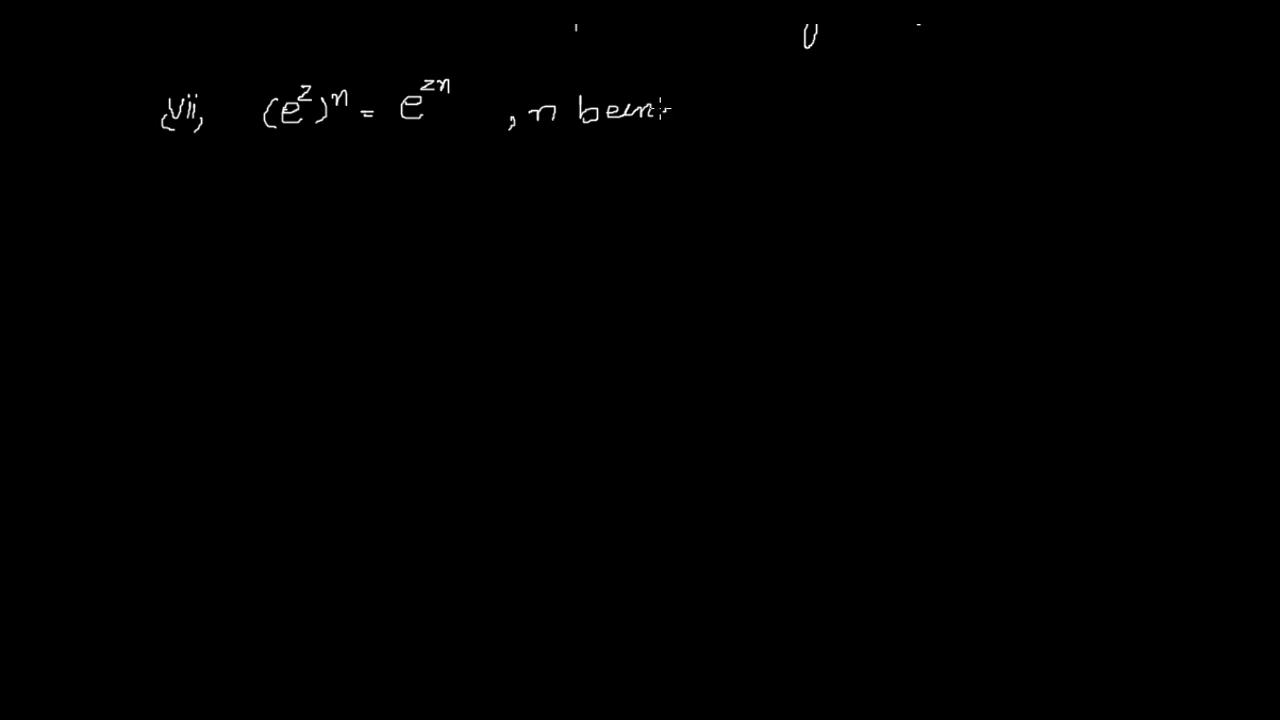 (vii) (e^z)^n = e^{zn} , n bein